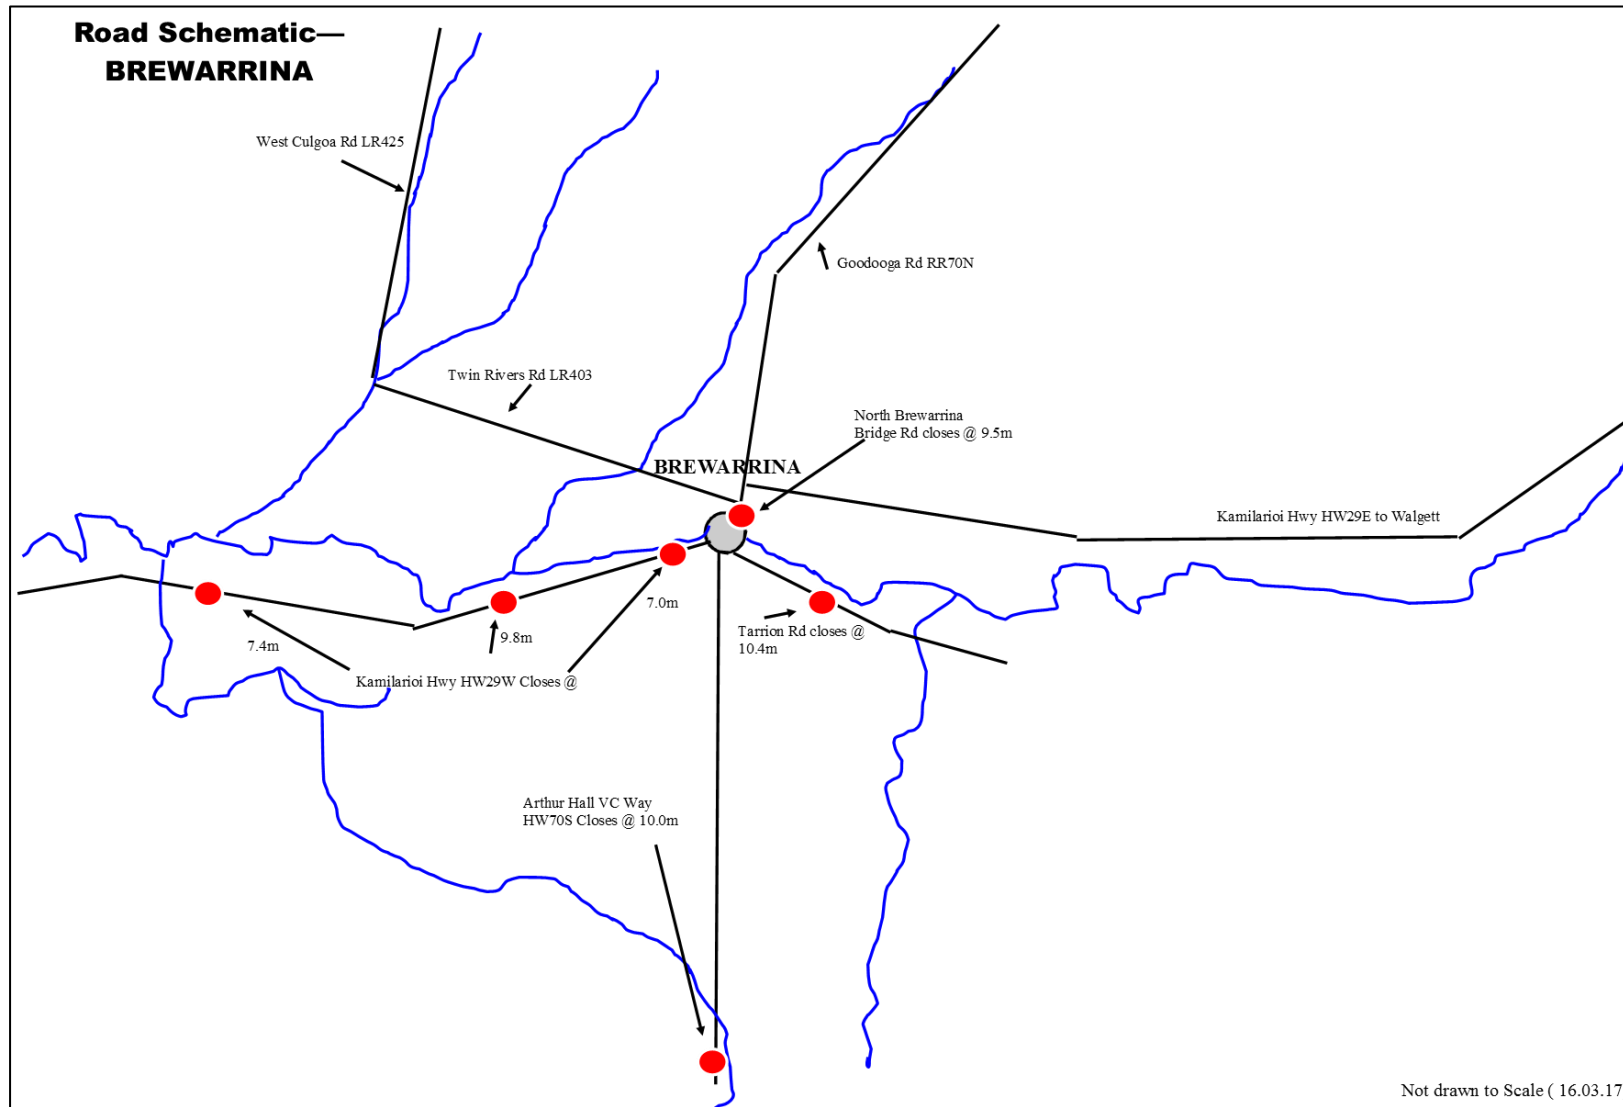 Road Schematic—
BREWARRINA
West Culgoa Rd LR425
Goodooga Rd RR70N
Twin Rivers Rd LR403
North Brewarrina
Bridge Rd closes @ 9.5m
BREWARRINA
Kamilarioi Hwy HW29E to Walgett
7.0m
9.8m
7.4m
Tarrion Rd closes @
10.4m
Kamilarioi Hwy HW29W Closes @
Arthur Hall VC Way
HW70S Closes @ 10.0m
Not drawn to Scale ( 16.03.17